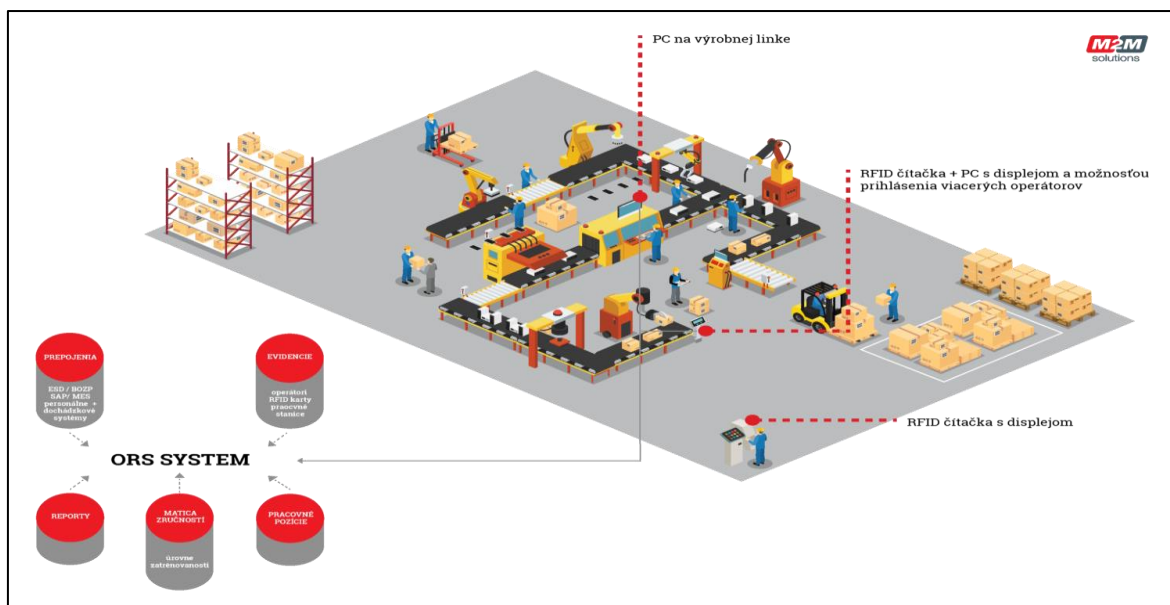 PC na výrobnej linke
M2M
solutions
RFID čítačka + PC s displejom a možnosťou
prihlásenia viacerých operátorov
RFID čítačka s displejom
PREPOJENIA
ESD / BOZP
SAP/ MES
personálne +
dochádzkové
systémy
EVIDENCIE
operátori
RFID karty
praocvné
stanice
ORS SYSTEM
REPORTY
MATICA
ZRUČNOSTÍ
úrovne
zatrénovanosti
PRACOVNÉ
POZÍCIE